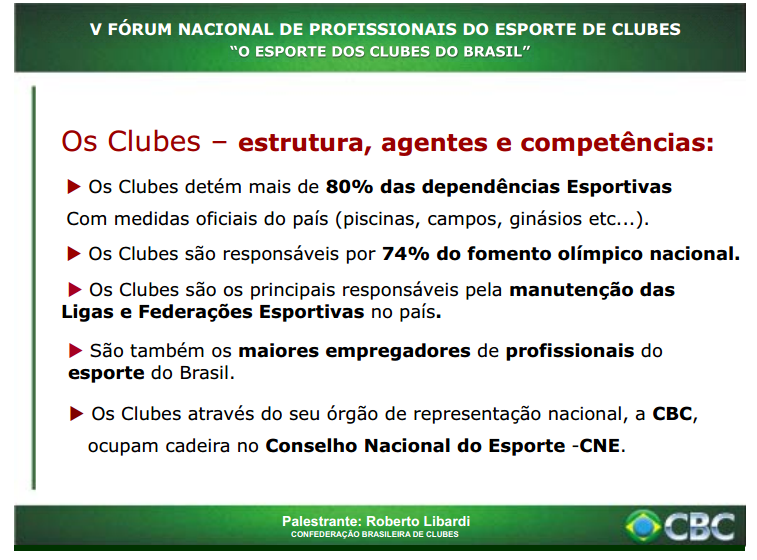 V FÓRUM NACIONAL DE PROFISSIONAIS DO ESPORTE DE CLUBES
“O ESPORTE DOS CLUBES DO BRASIL”
Os Clubes – estrutura, agentes e competências:
► Os Clubes detém mais de 80% das dependências Esportivas
Com medidas oficiais do país (piscinas, campos, ginásios etc...).
► Os Clubes são responsáveis por 74% do fomento olímpico nacional.
► Os Clubes são os principais responsáveis pela manutenção das
Ligas e Federações Esportivas no país.
► São também os maiores empregadores de profissionais do
esporte do Brasil.
► Os Clubes através do seu órgão de representação nacional, a CBC,
ocupam cadeira no Conselho Nacional do Esporte -CNE.
Palestrante: Roberto Libardi
CONFEDERAÇÃO BRASILEIRA DE CLUBES
CBC